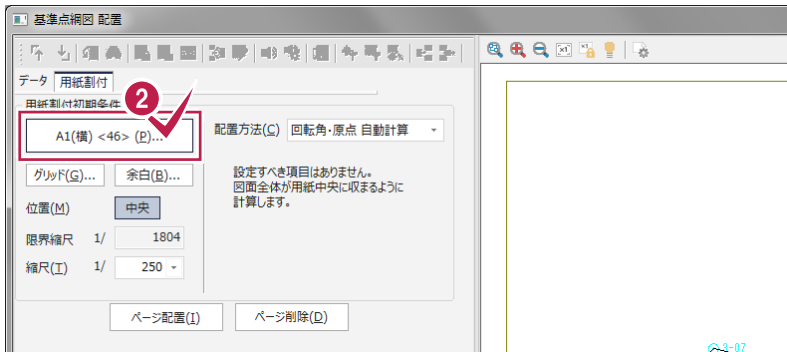 基準点網図 配置
データ 用紙割付
用紙割付初期条件
2
A1(横) <46> (P)...
配置方法(C) 回転角・原点 自動計算
グリッド(G)... 余白(B)...
設定すべき項目はありません。
図面全体が用紙中央に収まるように
計算します。
位置(M) 中央
限界縮尺 1/ 1804
縮尺(T) 1/ 250
ページ配置(I) ページ削除(D)
3-07